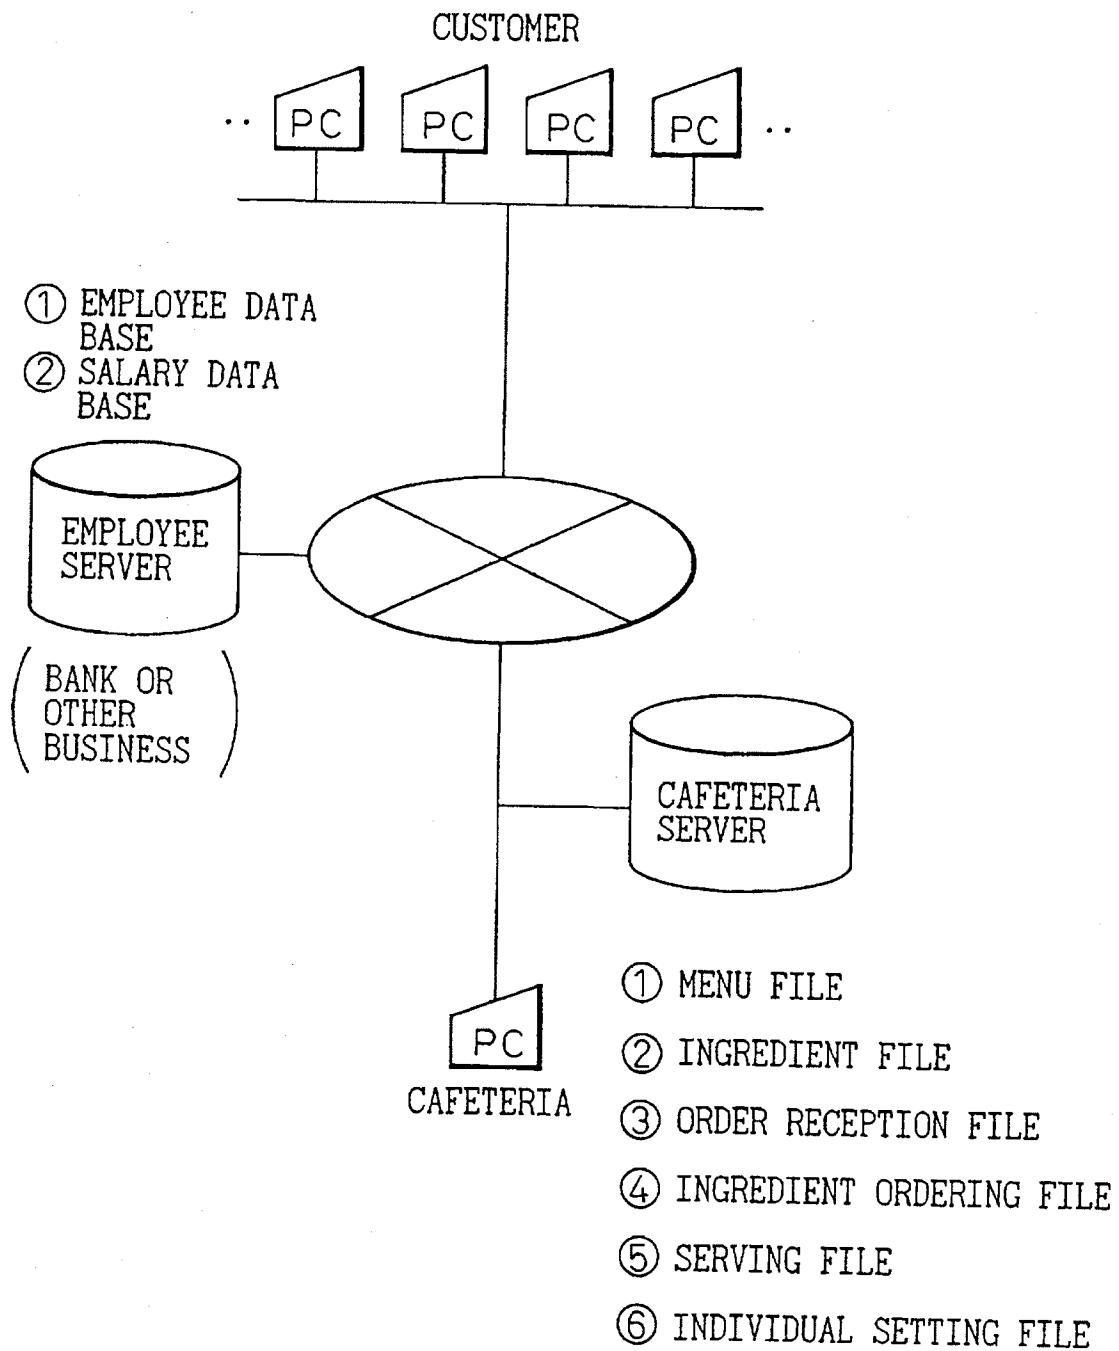 CUSTOMER
.. PC PC PC PC ..
① EMPLOYEE DATA
BASE
② SALARY DATA
BASE
EMPLOYEE
SERVER
(BANK OR
OTHER
BUSINESS)
CAFETERIA
SERVER
PC
CAFETERIA
① MENU FILE
② INGREDIENT FILE
③ ORDER RECEPTION FILE
④ INGREDIENT ORDERING FILE
⑤ SERVING FILE
⑥ INDIVIDUAL SETTING FILE